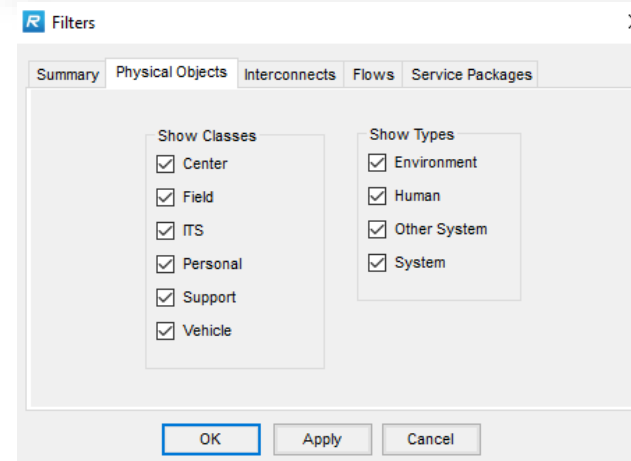 R Filters
Summary Physical Objects Interconnects Flows Service Packages
Show Classes
Center
Field
ITS
Personal
Support
Vehicle
Show Types
Environment
Human
Other System
System
OK Apply Cancel